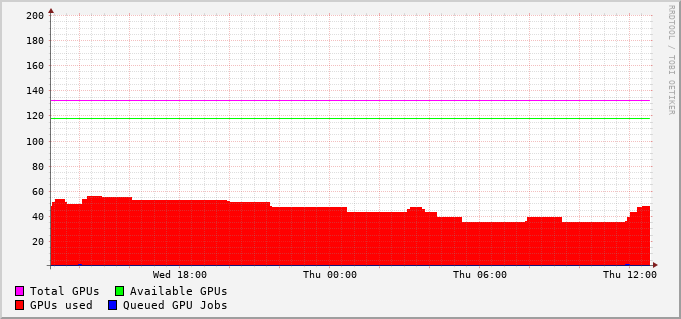 200
180
160
140
120
100
80
60
40
20
Wed 18:00 Thu 00:00 Thu 06:00 Thu 12:00
Total GPUs Available GPUs
GPUs used Queued GPU Jobs
RRDTOOL / TOBI OETIKER